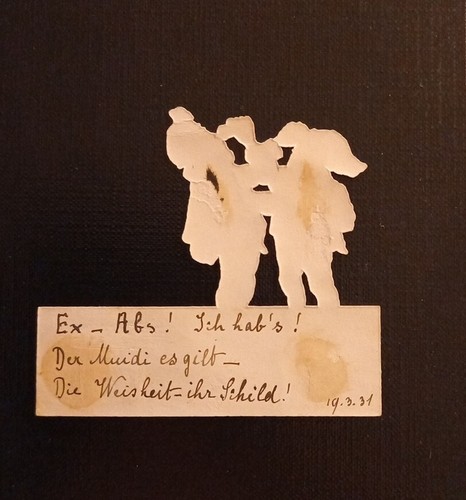 Ex - Abs! Ich hab's!
Der Muidi es gilt -
Die Weisheit - ihr Schild!
19.3.31